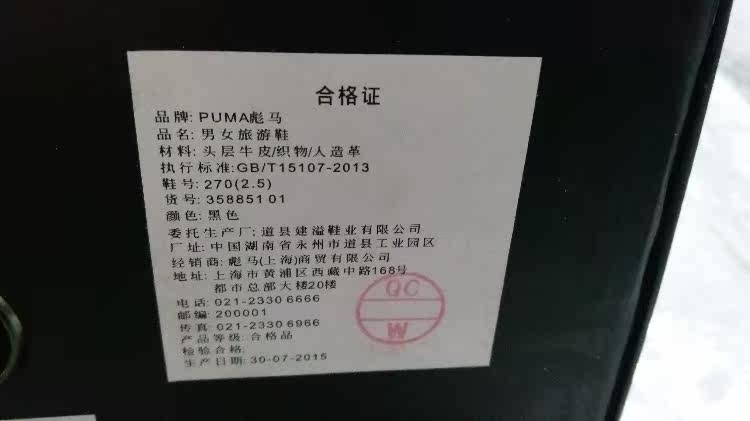 合格证
品牌: PUMA彪马
品名: 男女旅游鞋
材料: 头层牛皮/织物/人造革
执行标准:GB/T15107-2013
鞋号: 270(2.5)
货号: 358851 01
颜色: 黑色
委托生产厂: 道县建溢鞋业有限公司
厂址: 中国湖南省永州市道县工业园区
经销商: 彪马(上海)商贸有限公司
地址: 上海市黄浦区西藏中路168号
都市总部大楼20楼
电话: 021-2330 6666
邮编: 200001
传真: 021-2330 6966
产品等级: 合格品
检验合格:
生产日期: 30-07-2015
QC
W